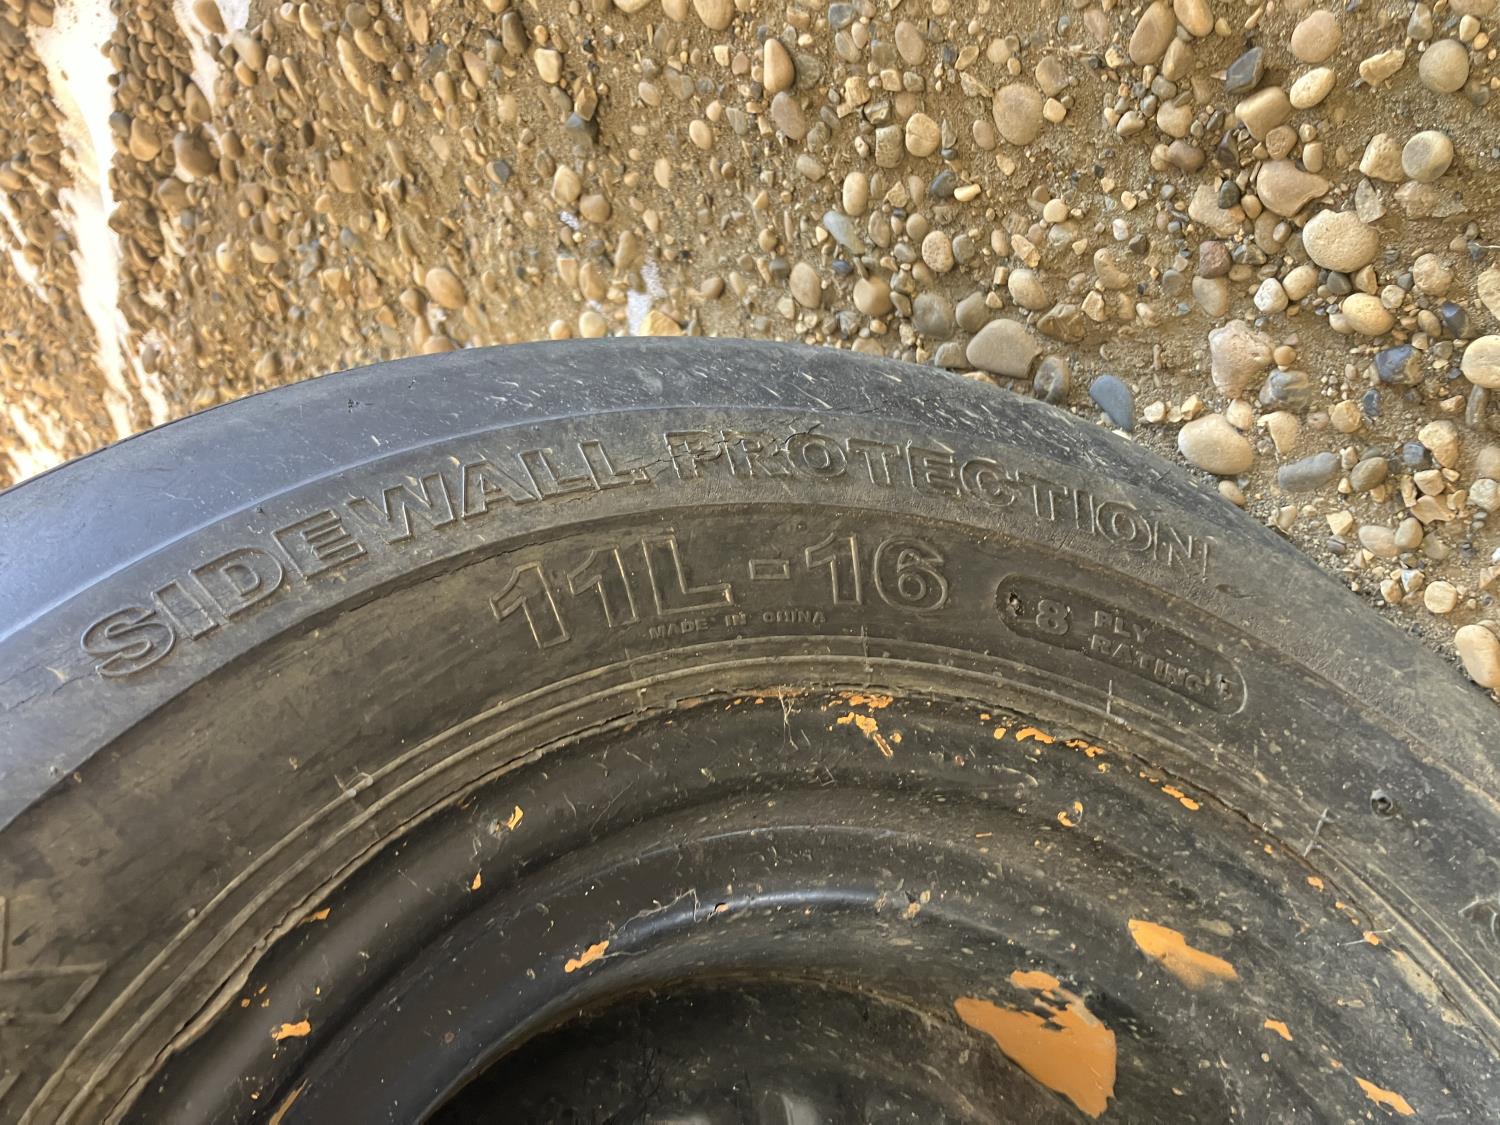 SIDEWALL PROTECTION
11L-16
MADE IN CHINA
8 PLY
RATING